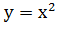 y = x²